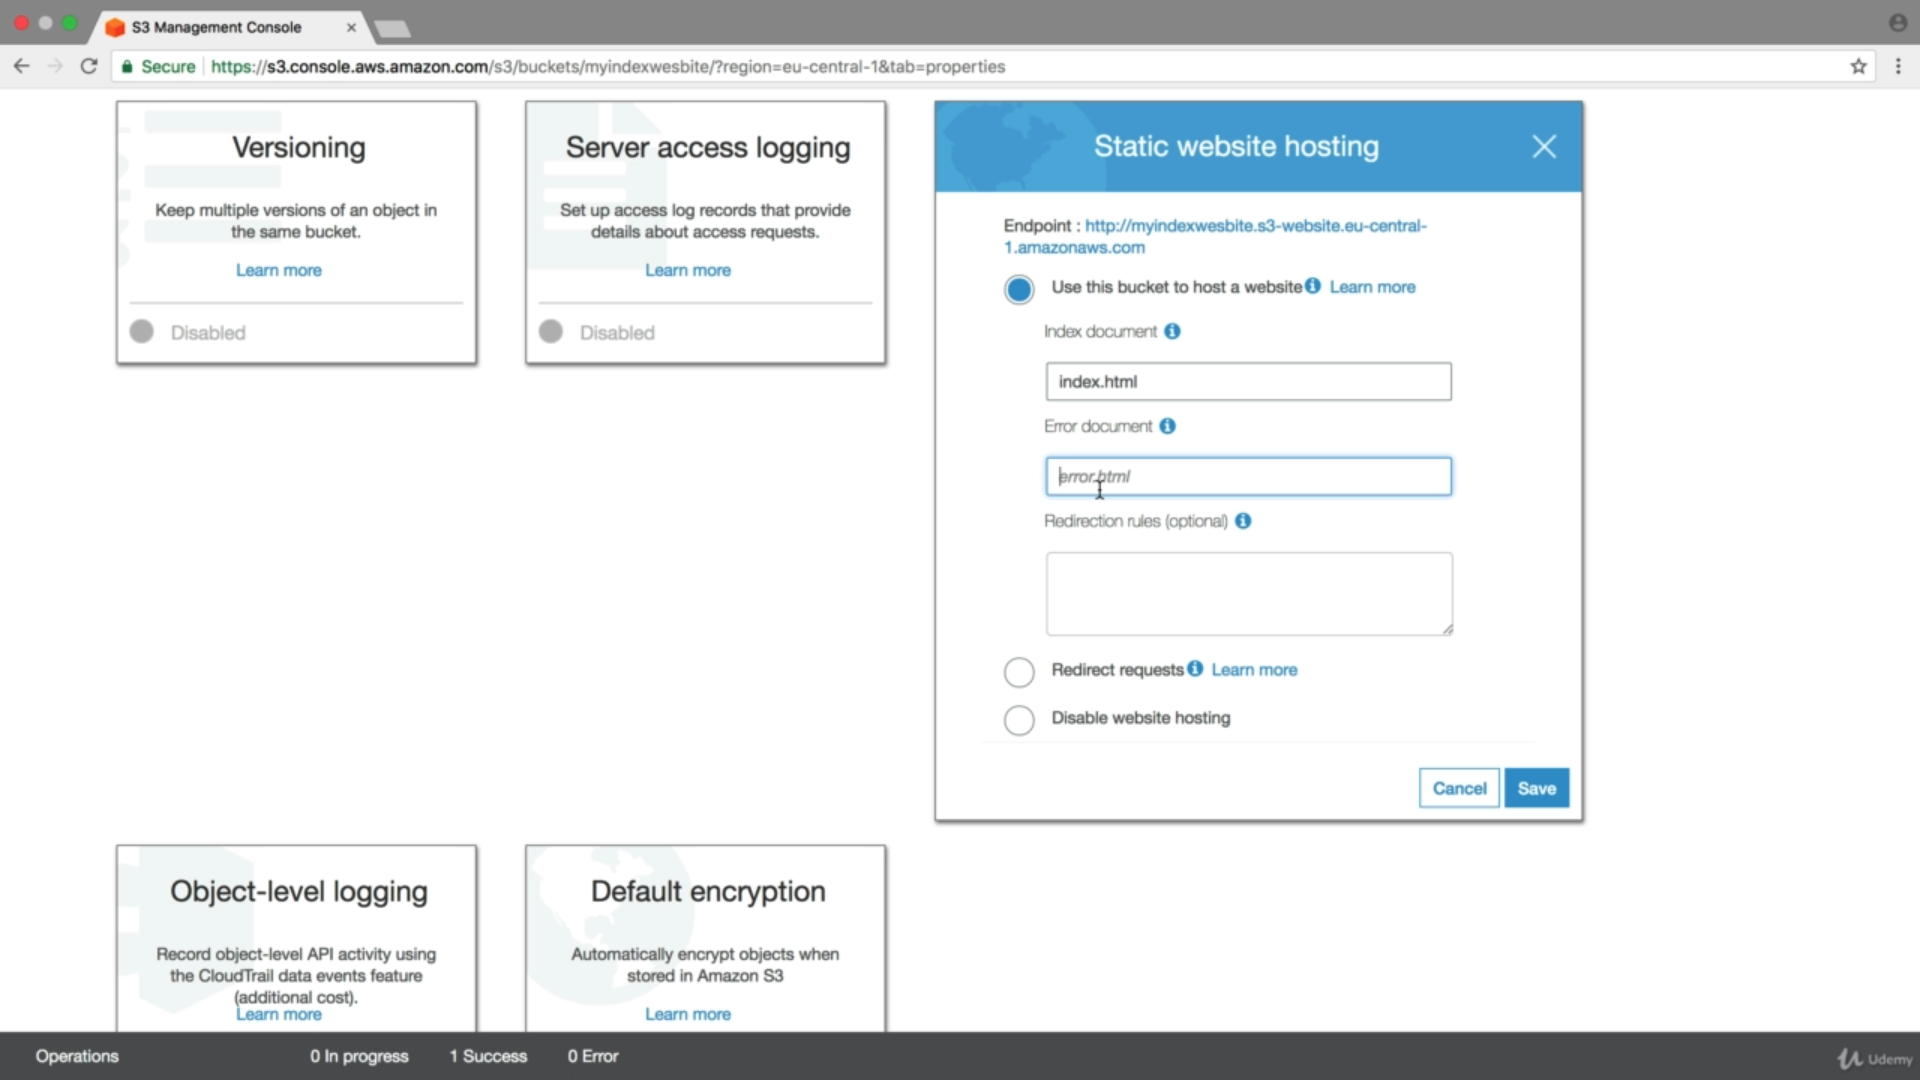 S3 Management Console
Secure https://s3.console.aws.amazon.com/s3/buckets/myindexwesbite/?region=eu-central-1&tab=properties
Versioning
Keep multiple versions of an object in
the same bucket.
Learn more
Disabled
Server access logging
Set up access log records that provide
details about access requests.
Learn more
Disabled
Static website hosting
Endpoint : http://myindexwesbite.s3-website.eu-central-
1.amazonaws.com
Use this bucket to host a website Learn more
Index document
index.html
Error document
error.html
Redirection rules (optional)
Redirect requests Learn more
Disable website hosting
Cancel Save
Object-level logging
Record object-level API activity using
the CloudTrail data events feature
(additional cost).
Learn more
Default encryption
Automatically encrypt objects when
stored in Amazon S3
Learn more
Operations 0 In progress 1 Success 0 Error
Udemy